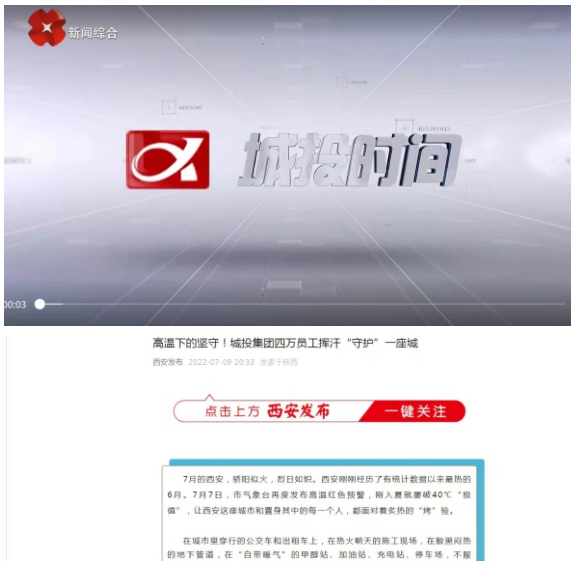 新闻综合
城投时间
00:03
高温下的坚守！城投集团四万员工挥汗“守护”一座城
西安发布 2022-07-09 20:33 发表于陕西
点击上方 西安发布 一键关注
7月的西安，骄阳似火，烈日如炽。西安刚刚经历了有统计数据以来最热的
6月。7月7日，市气象台再度发布高温红色预警，刚入夏就屡破40℃“极
值”，让西安这座城市和置身其中的每一个人，都面对着炙热的“烤”验。
在城市里穿行的公交车和出租车上，在热火朝天的施工现场，在酸黑闷热
的地下管道，在“自带暖气”的甲醇站、加油站、充电站、停车场，不服